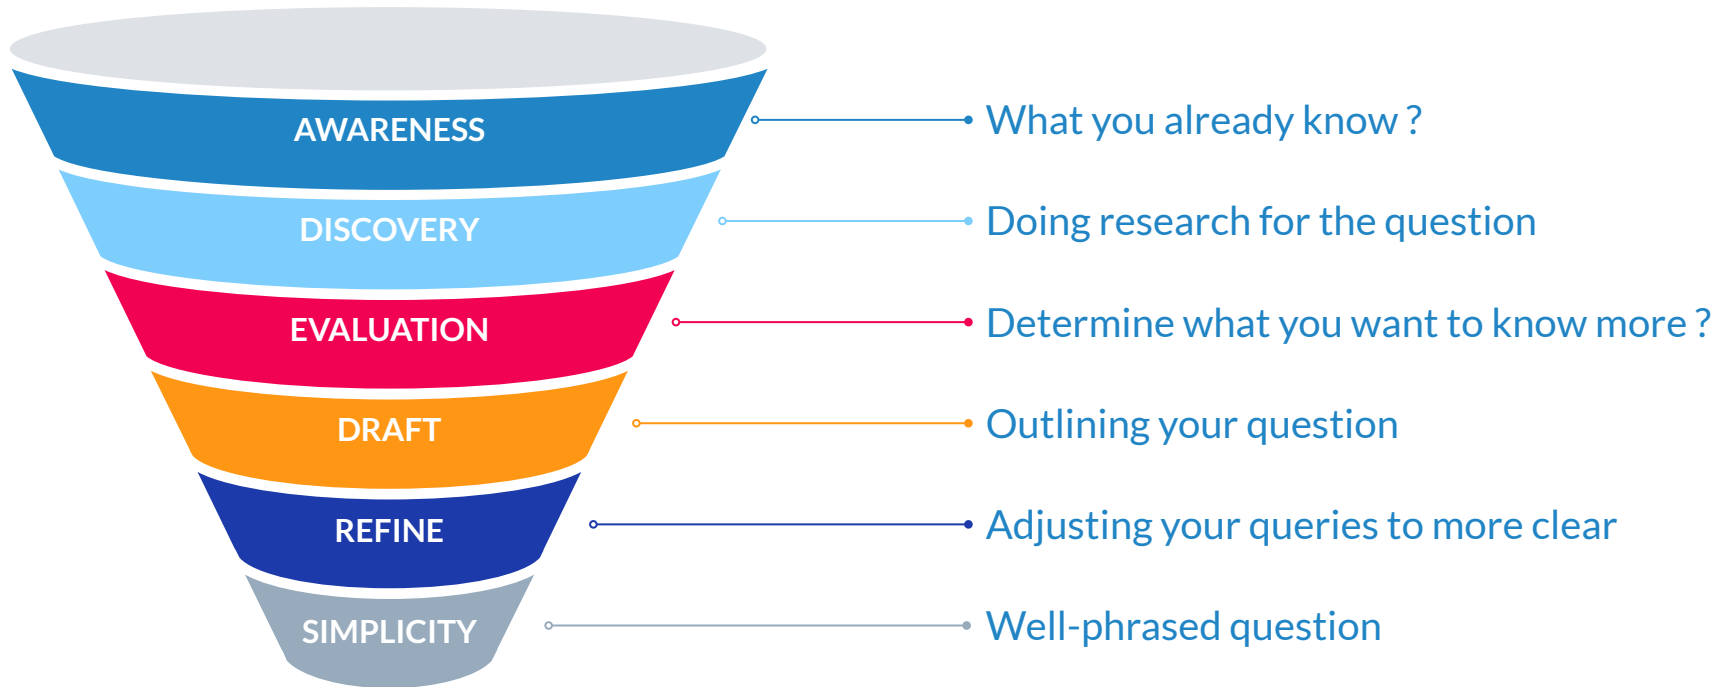 AWARENESS
What you already know ?
DISCOVERY
Doing research for the question
EVALUATION
Determine what you want to know more ?
DRAFT
Outlining your question
REFINE
Adjusting your queries to more clear
SIMPLICITY
Well-phrased question